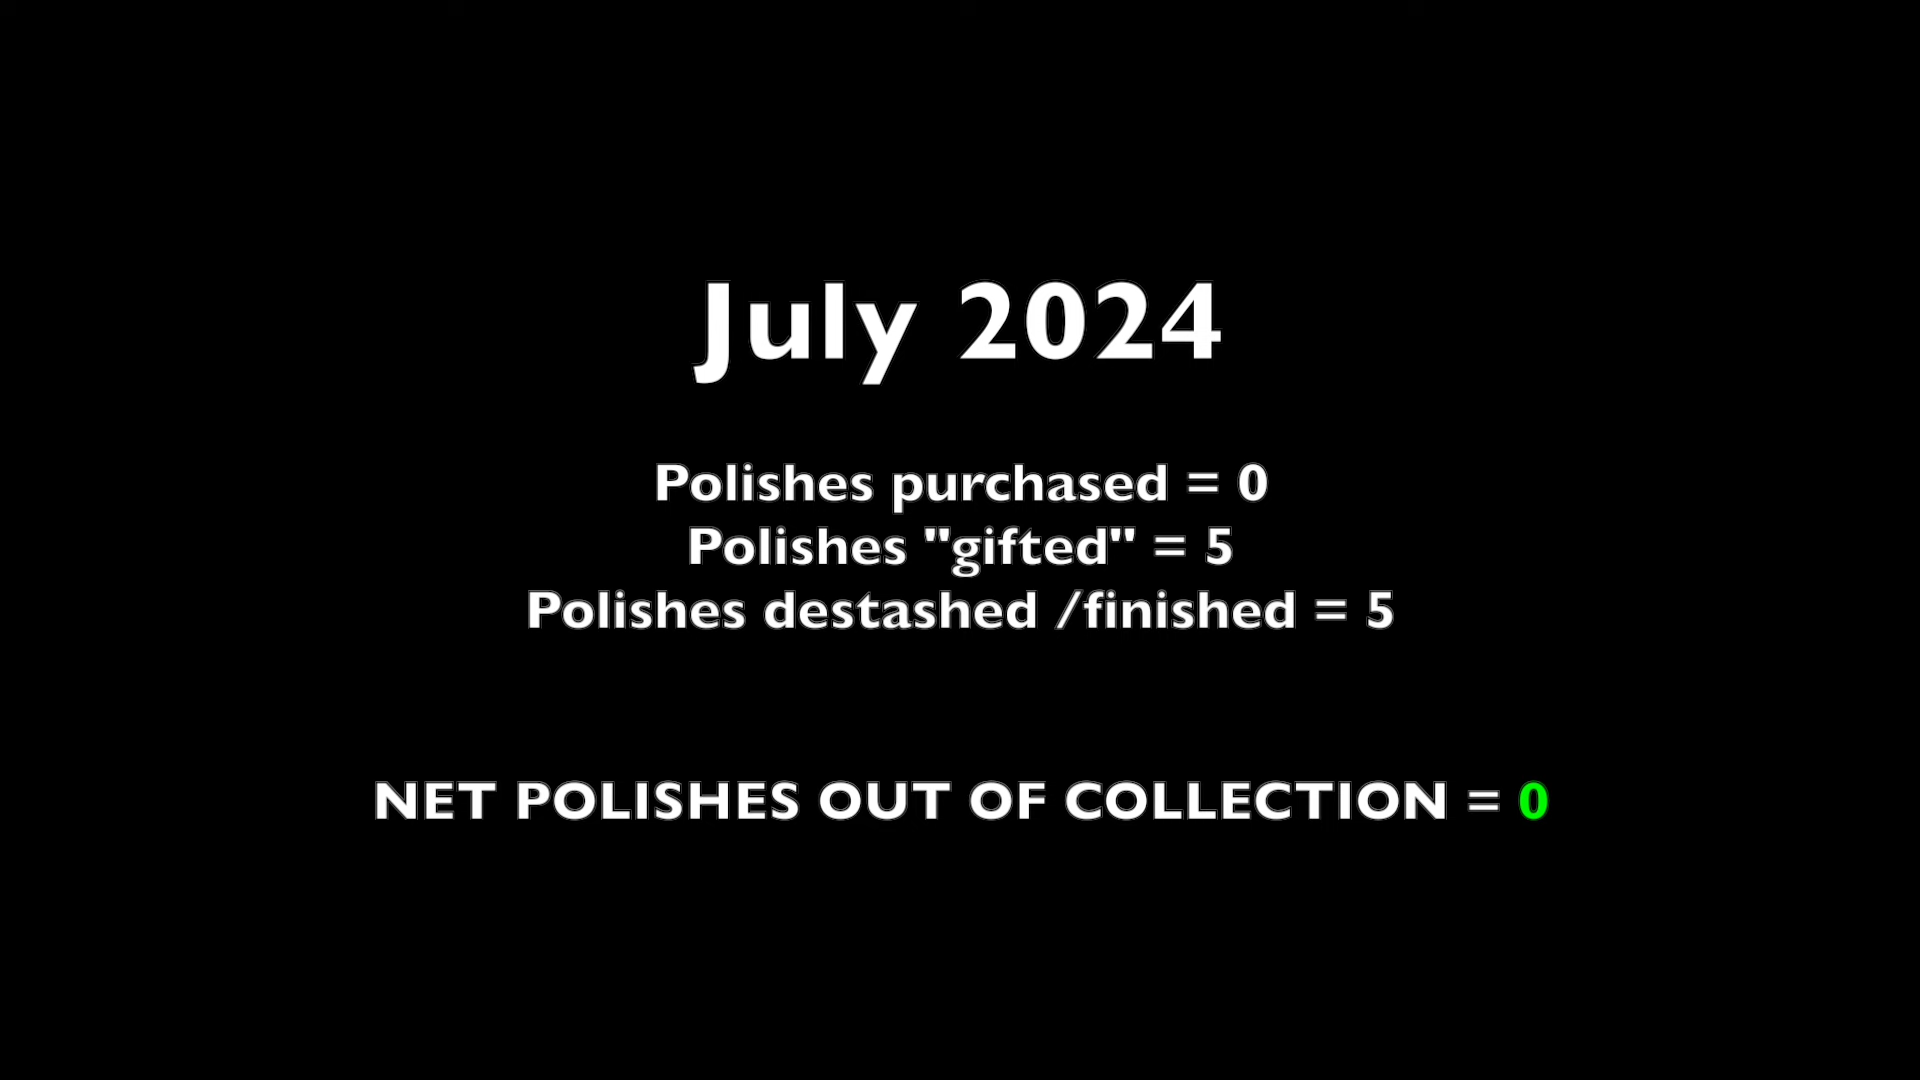 July 2024
Polishes purchased = 0
Polishes "gifted" = 5
Polishes destashed /finished = 5
NET POLISHES OUT OF COLLECTION = 0